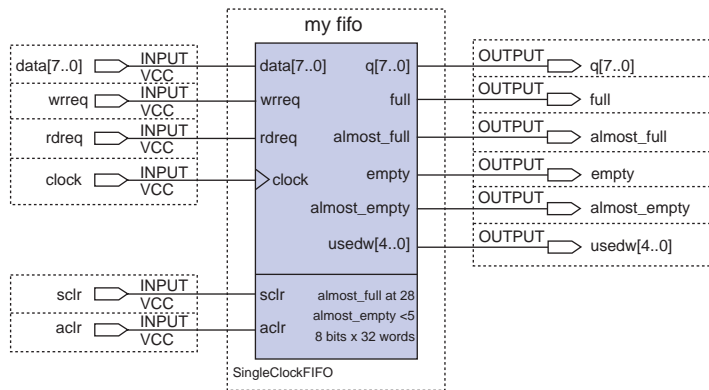 my fifo
data[7..0] INPUT VCC data[7..0] q[7..0] OUTPUT q[7..0]
wrreq INPUT VCC wrreq full OUTPUT full
rdreq INPUT VCC rdreq almost_full OUTPUT almost_full
clock INPUT VCC clock empty OUTPUT empty
almost_empty OUTPUT almost_empty
usedw[4..0] OUTPUT usedw[4..0]
sclr INPUT VCC sclr almost_full at 28
almost_empty <5
aclr INPUT VCC aclr 8 bits x 32 words
SingleClockFIFO